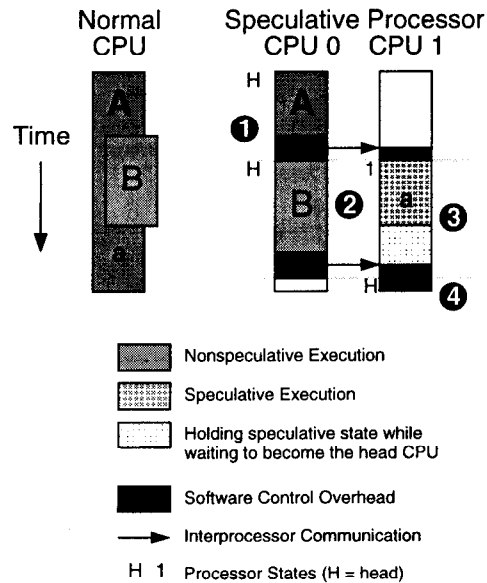 Normal
CPU
Speculative Processor
CPU 0 CPU 1
H
A
A
1
Time
H
1
B
B
2
a
3
a
H
4
Nonspeculative Execution
Speculative Execution
Holding speculative state while
waiting to become the head CPU
Software Control Overhead
Interprocessor Communication
H 1 Processor States (H = head)